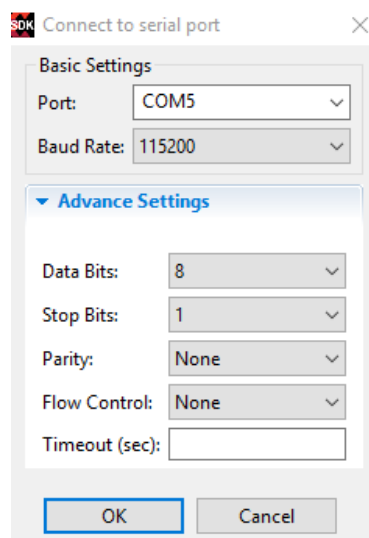 SDK Connect to serial port
Basic Settings
Port: COM5
Baud Rate: 115200
Advance Settings
Data Bits: 8
Stop Bits: 1
Parity: None
Flow Control: None
Timeout (sec):
OK Cancel